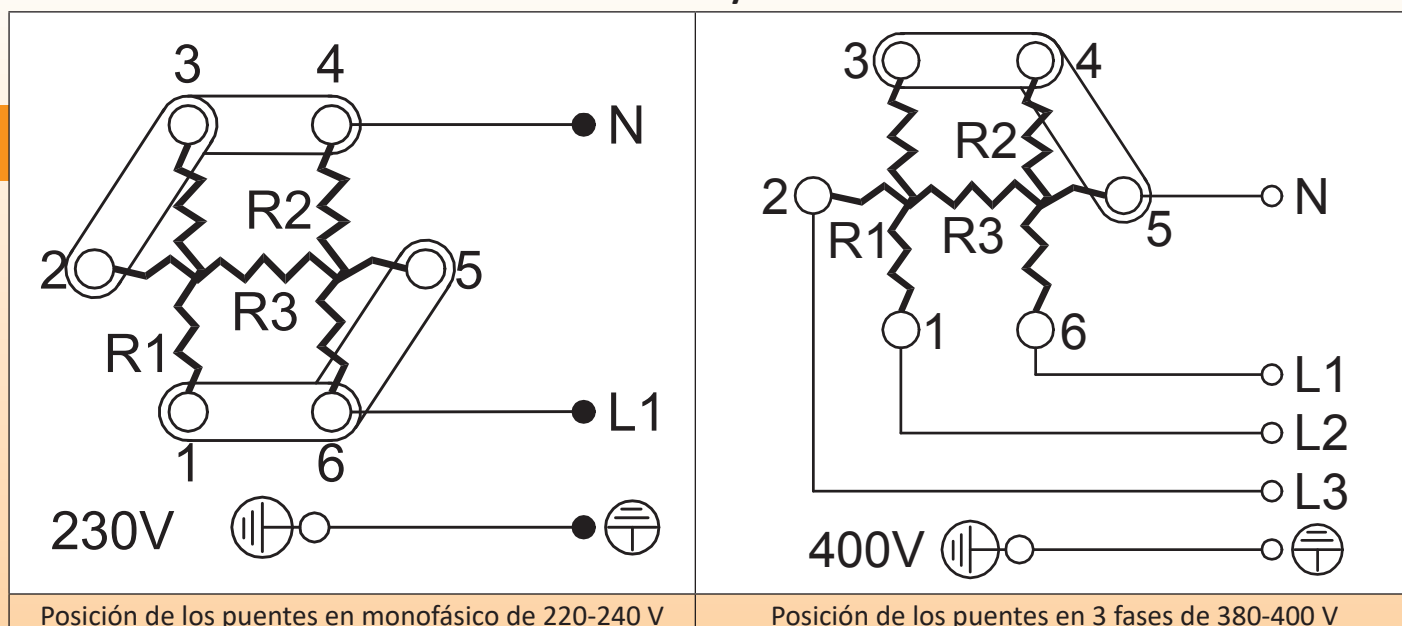 3 4
N
R2
2 5
R3
R1
L1
1 6
230V
Posición de los puentes en monofásico de 220-240 V
3 4
R2
2 N
R1 R3 5
1 6
L1
L2
L3
400V
Posición de los puentes en 3 fases de 380-400 V